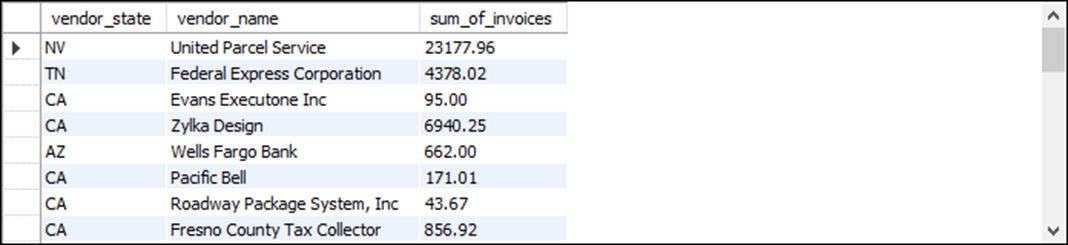 vendor_state vendor_name sum_of_invoices
NV United Parcel Service 23177.96
TN Federal Express Corporation 4378.02
CA Evans Executone Inc 95.00
CA Zylka Design 6940.25
AZ Wells Fargo Bank 662.00
CA Pacific Bell 171.01
CA Roadway Package System, Inc 43.67
CA Fresno County Tax Collector 856.92